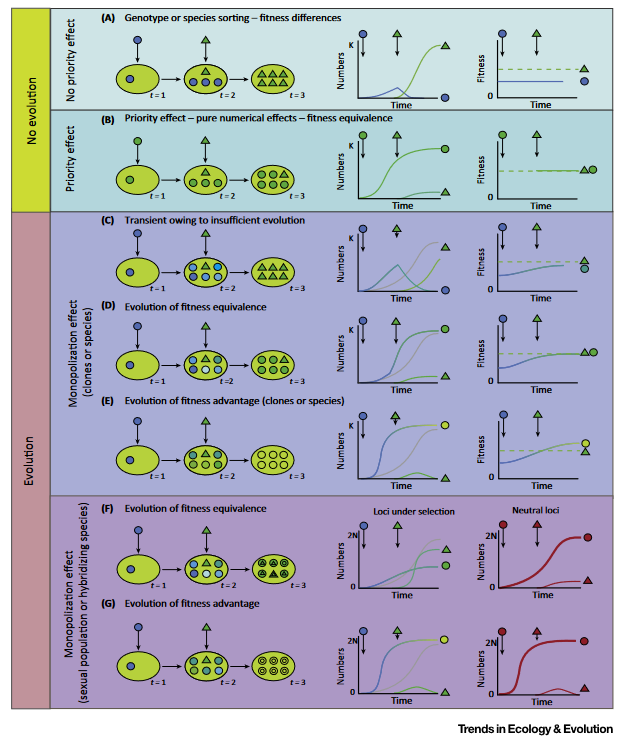 No evolution
Evolution
No priority effect
Priority effect
Monopolization effect
(clones or species)
Monopolization effect
(sexual population or hybridizing species)
(A) Genotype or species sorting – fitness differences
t = 1
t = 2
t = 3
K
Numbers
0
Time
Fitness
0
Time
(B) Priority effect – pure numerical effects – fitness equivalence
t = 1
t = 2
t = 3
K
Numbers
Time
Fitness
0
Time
(C) Transient owing to insufficient evolution
t = 1
t = 2
t = 3
K
Numbers
0
Time
Fitness
0
Time
(D) Evolution of fitness equivalence
t = 1
t =2
t = 3
K
Numbers
Time
Fitness
0
Time
(E) Evolution of fitness advantage (clones or species)
t = 1
t = 2
t = 3
K
Numbers
Time
Fitness
0
Time
(F) Evolution of fitness equivalence
Loci under selection
Neutral loci
t = 1
t = 2
t = 3
2N
Numbers
0
Time
2N
Numbers
0
Time
(G) Evolution of fitness advantage
t = 1
t = 2
t = 3
2N
Numbers
0
Time
2N
Numbers
0
Time
Trends in Ecology & Evolution